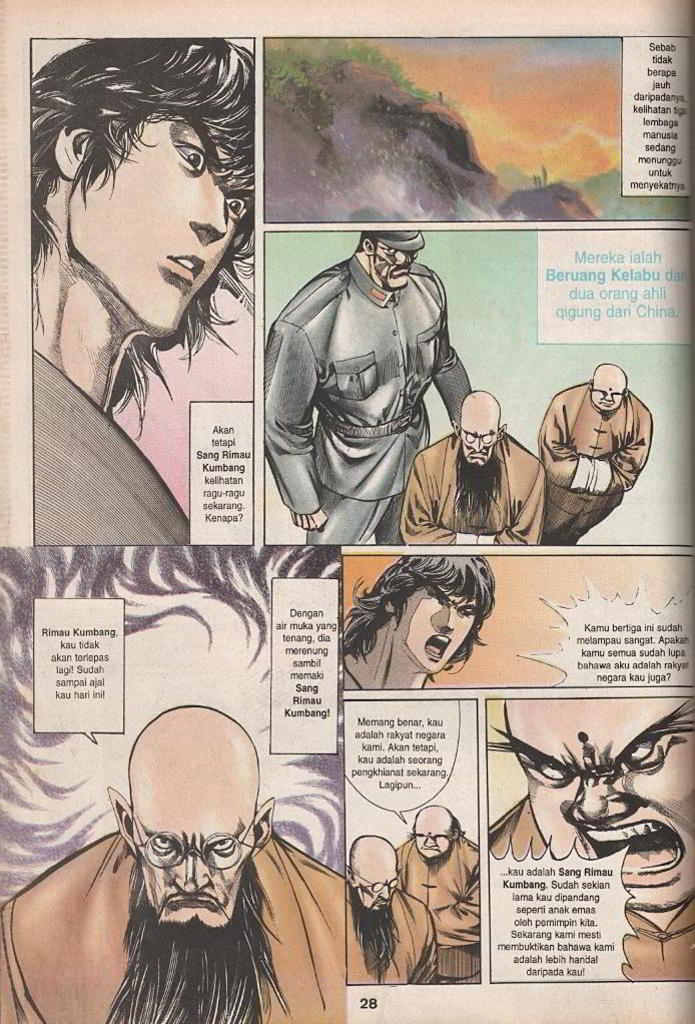 Sebab
tidak
berapa
jauh
daripadanya,
kelihatan tiga
lembaga
manusia
sedang
menunggu
untuk
menyekatnya.
Akan
tetapi
Sang Rimau
Kumbang
kelihatan
ragu-ragu
sekarang.
Kenapa?
Mereka ialah
Beruang Kelabu dan
dua orang ahli
qigung dari China.
Rimau Kumbang,
kau tidak
akan terlepas
lagi! Sudah
sampai ajal
kau hari ini!
Dengan
air muka yang
tenang, dia
merenung
sambil
memaki
Sang
Rimau
Kumbang!
Kamu bertiga ini sudah
melampau sangat. Apakah
kamu semua sudah lupa
bahawa aku adalah rakyat
negara kau juga?
Memang benar, kau
adalah rakyat negara
kami. Akan tetapi,
kau adalah seorang
pengkhianat sekarang.
Lagipun...
...kau adalah Sang Rimau
Kumbang. Sudah sekian
lama kau dipandang
seperti anak emas
oleh pemimpin kita.
Sekarang kami mesti
membuktikan bahawa kami
adalah lebih handal
daripada kau!
28